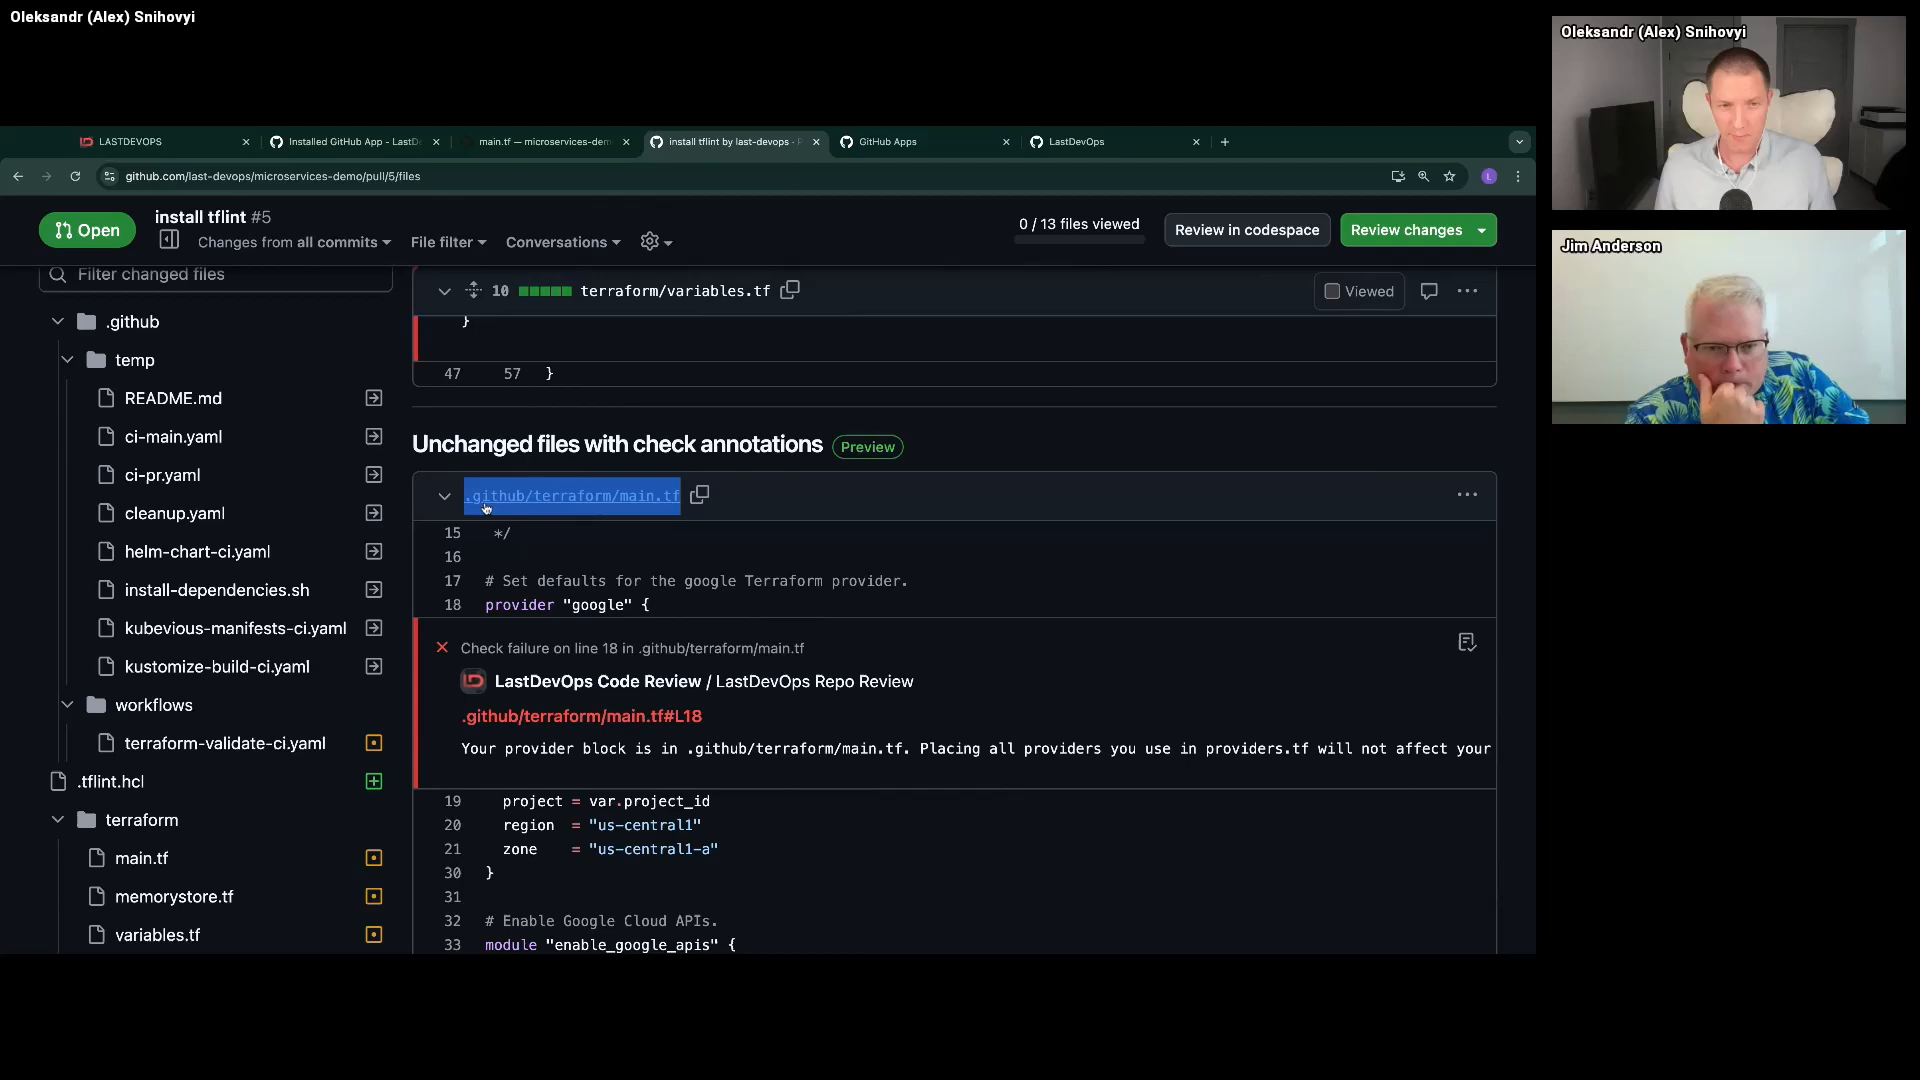 Oleksandr (Alex) Snihovyi
LASTDEVOPS
Installed GitHub App - LastD
main.tf — microservices-dem
install tflint by last-devops · P
GitHub Apps
LastDevOps
github.com/last-devops/microservices-demo/pull/5/files
L
Open
install tflint #5
Changes from all commits
File filter
Conversations
0 / 13 files viewed
Review in codespace
Review changes
Filter changed files
.github
temp
README.md
ci-main.yaml
ci-pr.yaml
cleanup.yaml
helm-chart-ci.yaml
install-dependencies.sh
kubevious-manifests-ci.yaml
kustomize-build-ci.yaml
workflows
terraform-validate-ci.yaml
.tflint.hcl
terraform
main.tf
memorystore.tf
variables.tf
10 terraform/variables.tf
Viewed
}
47 57 }
Unchanged files with check annotations Preview
.github/terraform/main.tf
15 */
16
17 # Set defaults for the google Terraform provider.
18 provider "google" {
Check failure on line 18 in .github/terraform/main.tf
LastDevOps Code Review / LastDevOps Repo Review
.github/terraform/main.tf#L18
Your provider block is in .github/terraform/main.tf. Placing all providers you use in providers.tf will not affect your
19 project = var.project_id
20 region = "us-central1"
21 zone = "us-central1-a"
30 }
31
32 # Enable Google Cloud APIs.
33 module "enable_google_apis" {
Oleksandr (Alex) Snihovyi
Jim Anderson